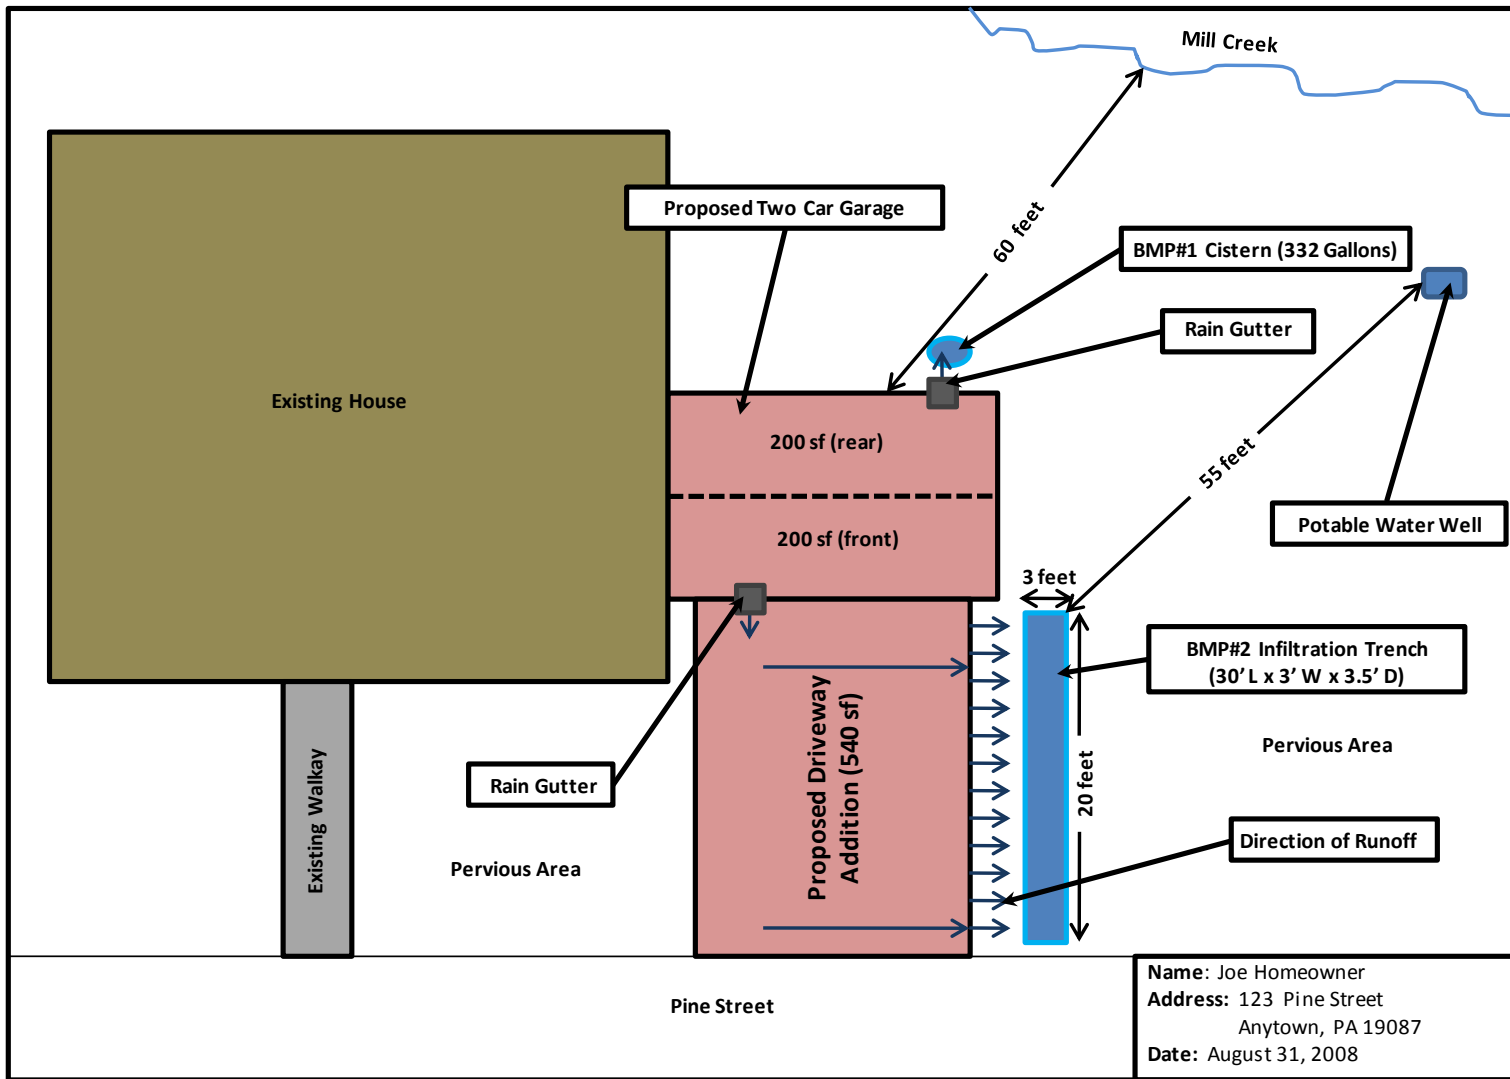 Mill Creek
Proposed Two Car Garage
60 feet
BMP#1 Cistern (332 Gallons)
Rain Gutter
Existing House
200 sf (rear)
55 feet
Potable Water Well
200 sf (front)
3 feet
BMP#2 Infiltration Trench
(30' L x 3' W x 3.5' D)
Proposed Driveway
Addition (540 sf)
20 feet
Pervious Area
Rain Gutter
Existing Walkay
Direction of Runoff
Pervious Area
Pine Street
Name: Joe Homeowner
Address: 123 Pine Street
Anytown, PA 19087
Date: August 31, 2008